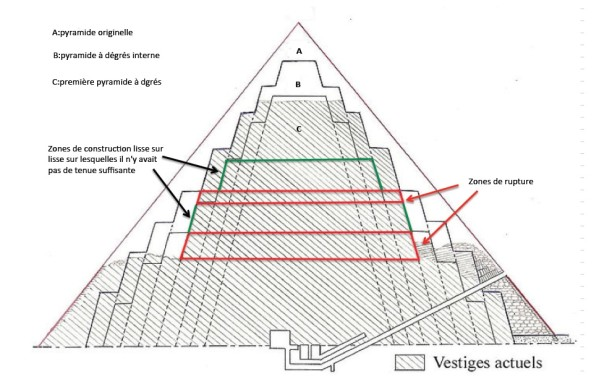 A:pyramide originelle
B:pyramide à dégrés interne
C:première pyramide à dgrés
A
B
C
Zones de construction lisse sur
lisse sur lesquelles il n'y avait
pas de tenue suffisante
Zones de rupture
Vestiges actuels